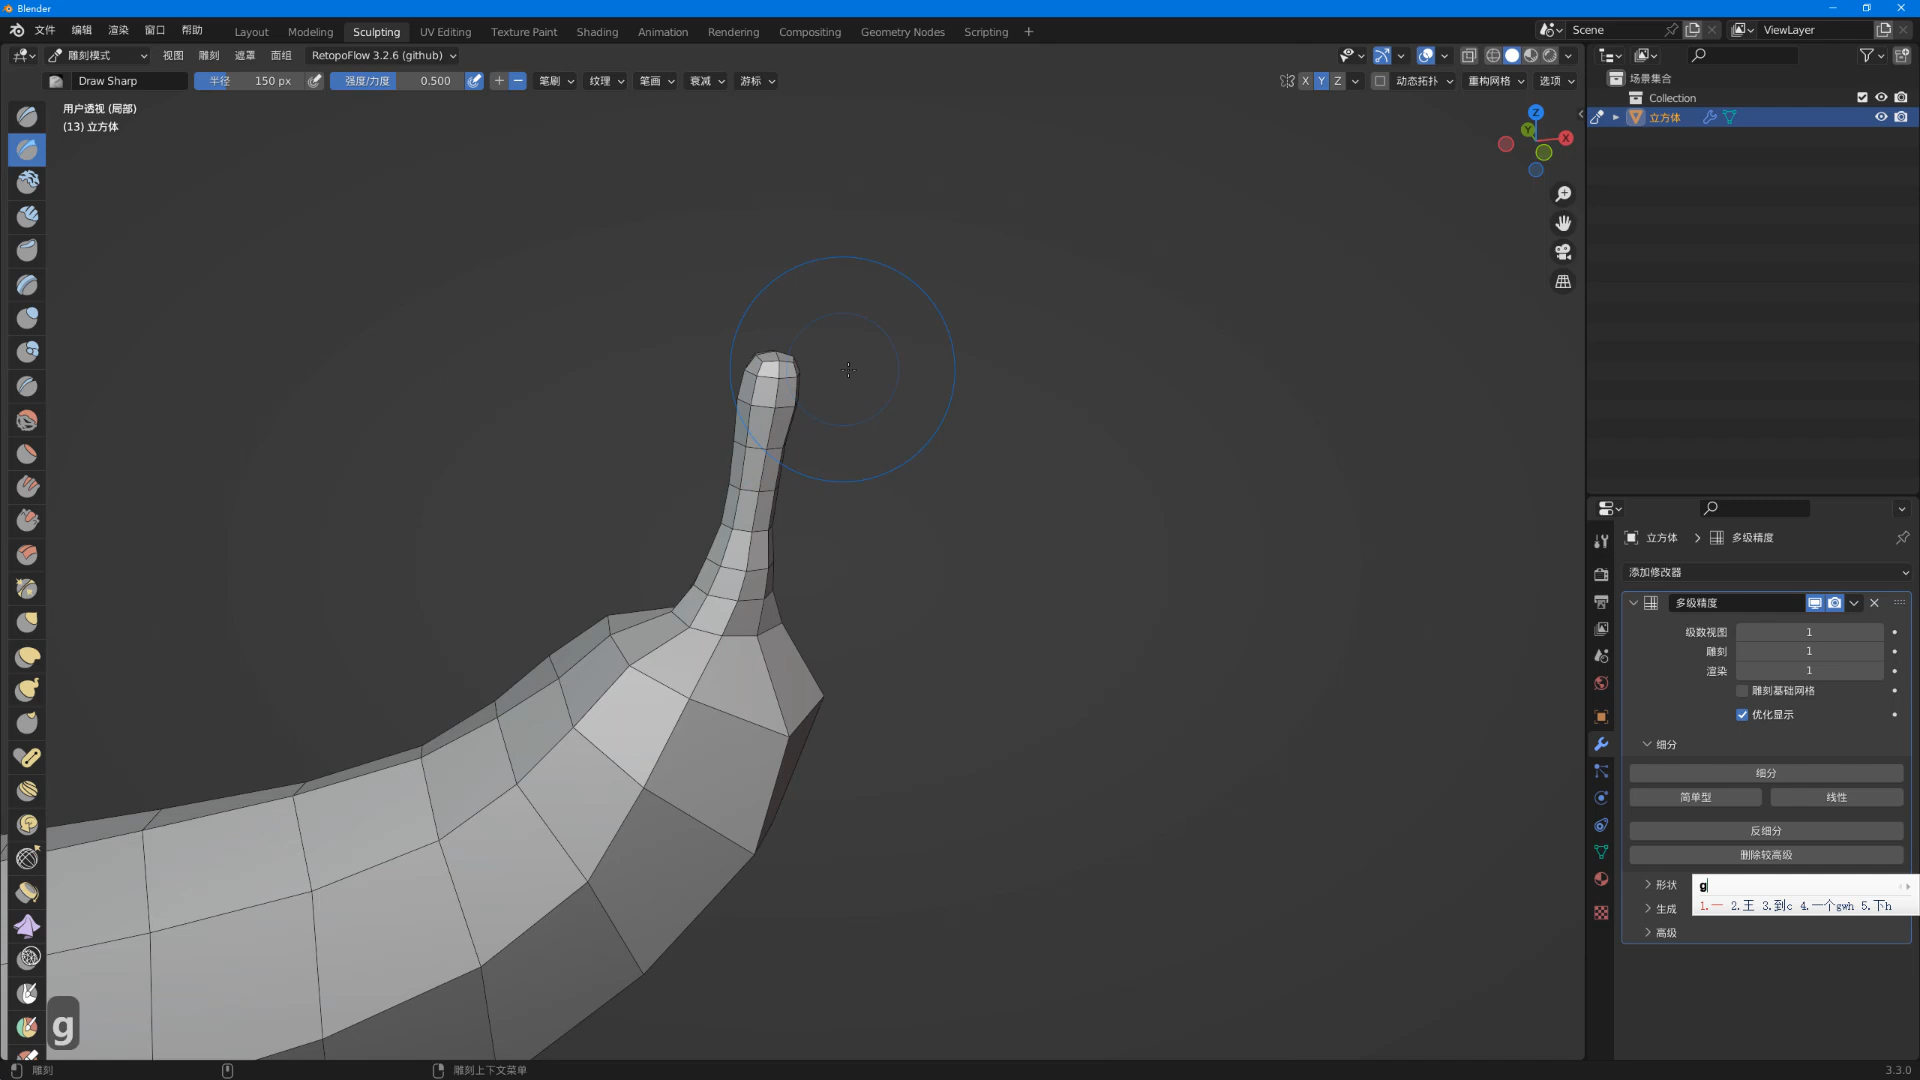 Blender
文件 编辑 渲染 窗口 帮助 Layout Modeling Sculpting UV Editing Texture Paint Shading Animation Rendering Compositing Geometry Nodes Scripting + Scene ViewLayer
雕刻模式 视图 雕刻 遮罩 面组 RetopoFlow 3.2.6 (github)
Draw Sharp 半径 150 px 强度/力度 0.500 + − 笔刷 纹理 笔画 衰减 游标 X Y Z 动态拓扑 重构网格 选项
用户透视 (局部)
(13) 立方体
Z
Y
X
场景集合
Collection
立方体
立方体 > 多级精度
添加修改器
多级精度
级数视图 1
雕刻 1
渲染 1
雕刻基础网格
优化显示
细分
细分
简单型 线性
反细分
删除较高级
形状
生成
高级
g
1.一 2.王 3.到c 4.一个gwh 5.下h
g
雕刻 雕刻上下文菜单 3.3.0